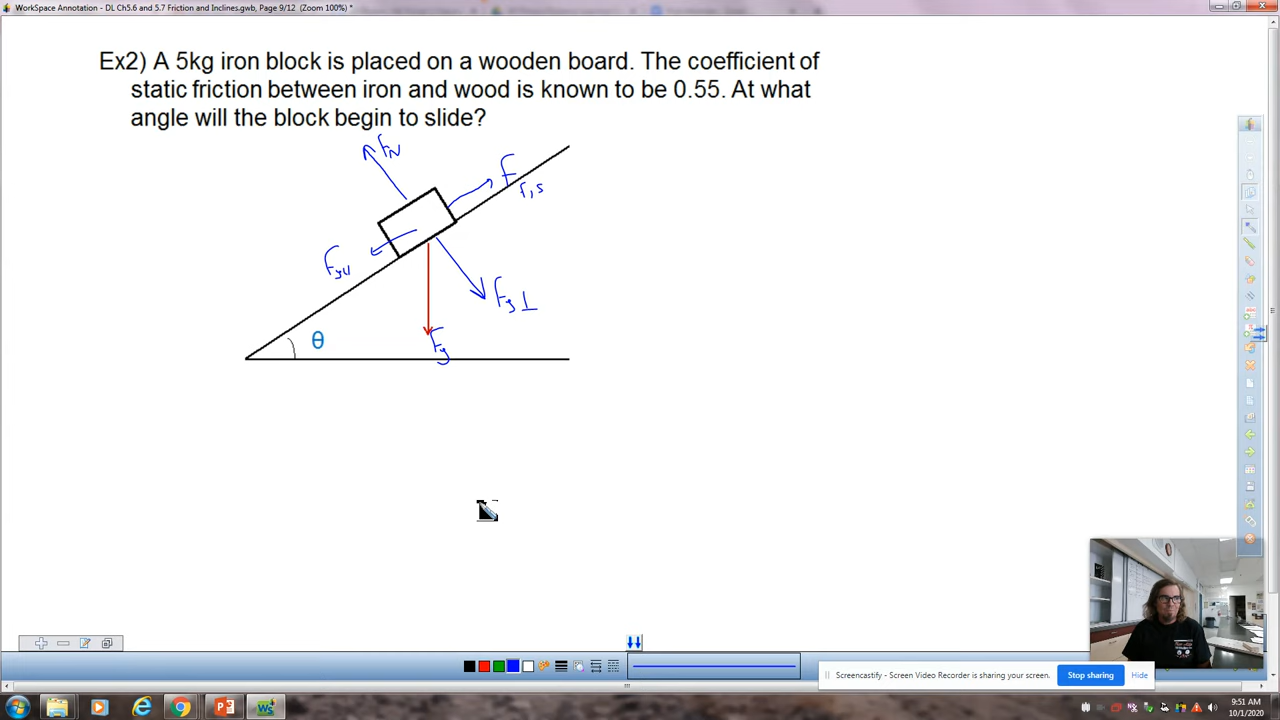 WorkSpace Annotation - DL Ch5.6 and 5.7 Friction and Inclines.gwb, Page 9/12 (Zoom 100%) *
Ex2) A 5kg iron block is placed on a wooden board. The coefficient of
static friction between iron and wood is known to be 0.55. At what
angle will the block begin to slide?
FN
Ff,s
Fg||
Fg⊥
θ
Fg
Screencastify - Screen Video Recorder is sharing your screen.
Stop sharing
Hide
9:51 AM
10/1/2020